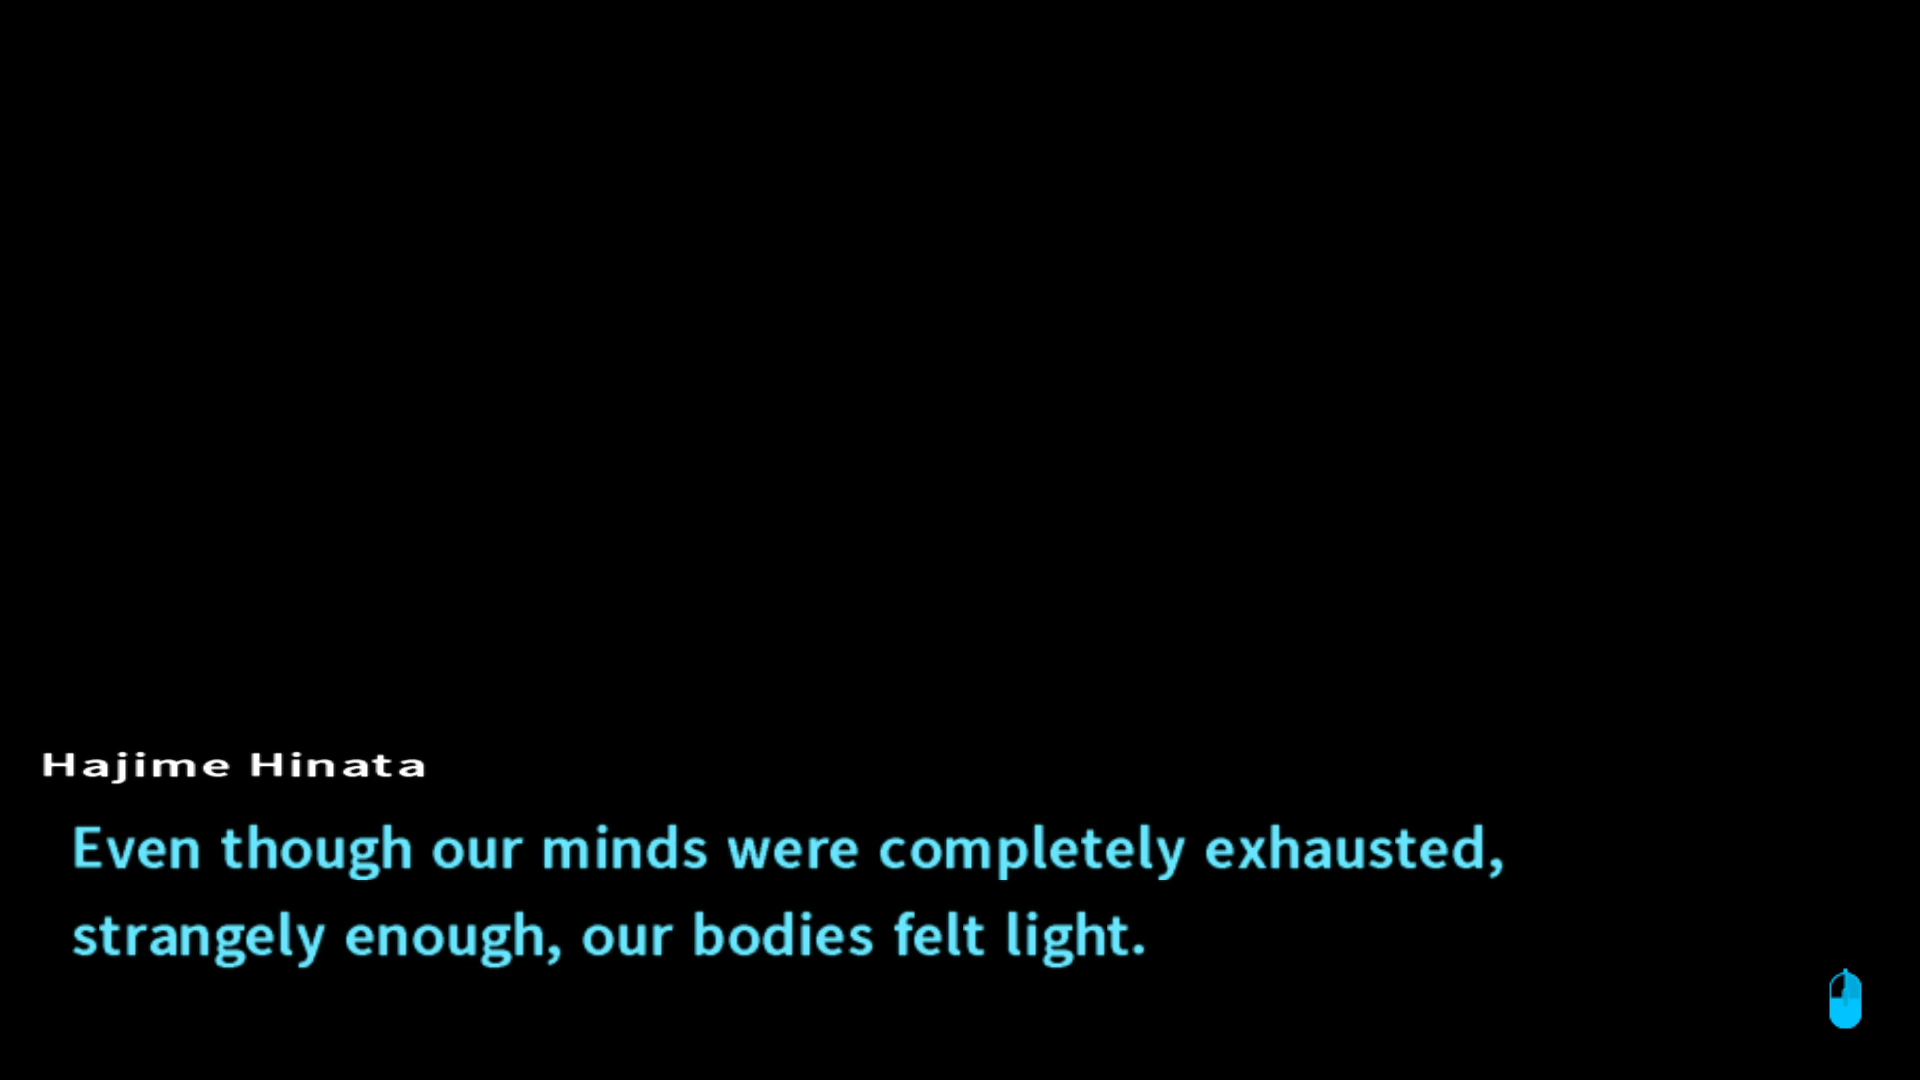 Hajime Hinata
Even though our minds were completely exhausted,
strangely enough, our bodies felt light.